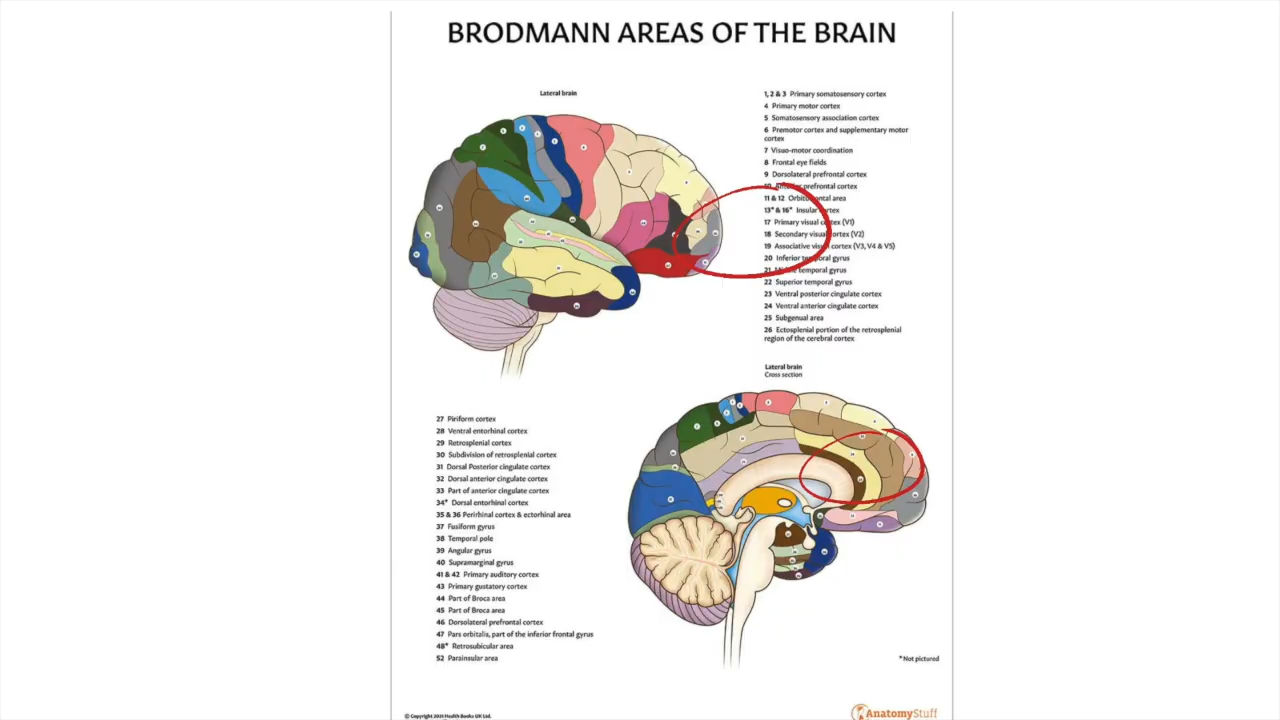 BRODMANN AREAS OF THE BRAIN
Lateral brain
1, 2 & 3 Primary somatosensory cortex
4 Primary motor cortex
5 Somatosensory association cortex
6 Premotor cortex and supplementary motor
cortex
7 Visuo-motor coordination
8 Frontal eye fields
9 Dorsolateral prefrontal cortex
10 Anterior prefrontal cortex
11 & 12 Orbitofrontal area
13* & 16* Insular cortex
17 Primary visual cortex (V1)
18 Secondary visual cortex (V2)
19 Associative visual cortex (V3, V4 & V5)
20 Inferior temporal gyrus
21 Middle temporal gyrus
22 Superior temporal gyrus
23 Ventral posterior cingulate cortex
24 Ventral anterior cingulate cortex
25 Subgenual area
26 Ectosplenial portion of the retrosplenial
region of the cerebral cortex
Lateral brain
Cross section
27 Piriform cortex
28 Ventral entorhinal cortex
29 Retrosplenial cortex
30 Subdivision of retrosplenial cortex
31 Dorsal Posterior cingulate cortex
32 Dorsal anterior cingulate cortex
33 Part of anterior cingulate cortex
34* Dorsal entorhinal cortex
35 & 36 Perirhinal cortex & ectorhinal area
37 Fusiform gyrus
38 Temporal pole
39 Angular gyrus
40 Supramarginal gyrus
41 & 42 Primary auditory cortex
43 Primary gustatory cortex
44 Part of Broca area
45 Part of Broca area
46 Dorsolateral prefrontal cortex
47 Pars orbitalis, part of the inferior frontal gyrus
48* Retrosubicular area
52 Parainsular area
*Not pictured
© Copyright 2021 Health Books UK Ltd.
AnatomyStuff